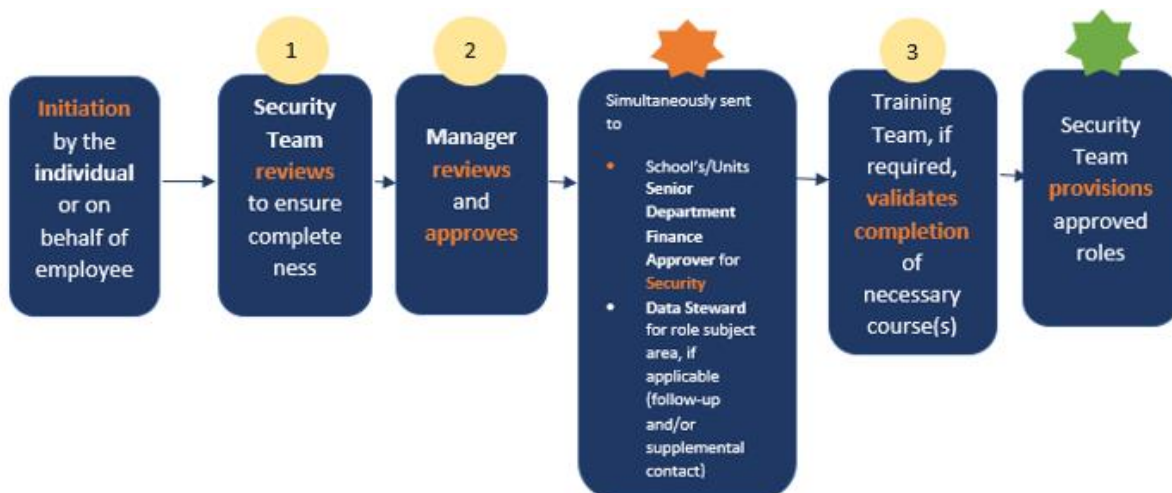 Initiation
by the
individual
or on
behalf of
employee
1
Security
Team
reviews
to ensure
complete
ness
2
Manager
reviews
and
approves
Simultaneously sent
to
• School's/Units
Senior
Department
Finance
Approver for
Security
• Data Steward
for role subject
area, if
applicable
(follow-up
and/or
supplemental
contact)
3
Training
Team, if
required,
validates
completion
of
necessary
course(s)
Security
Team
provisions
approved
roles